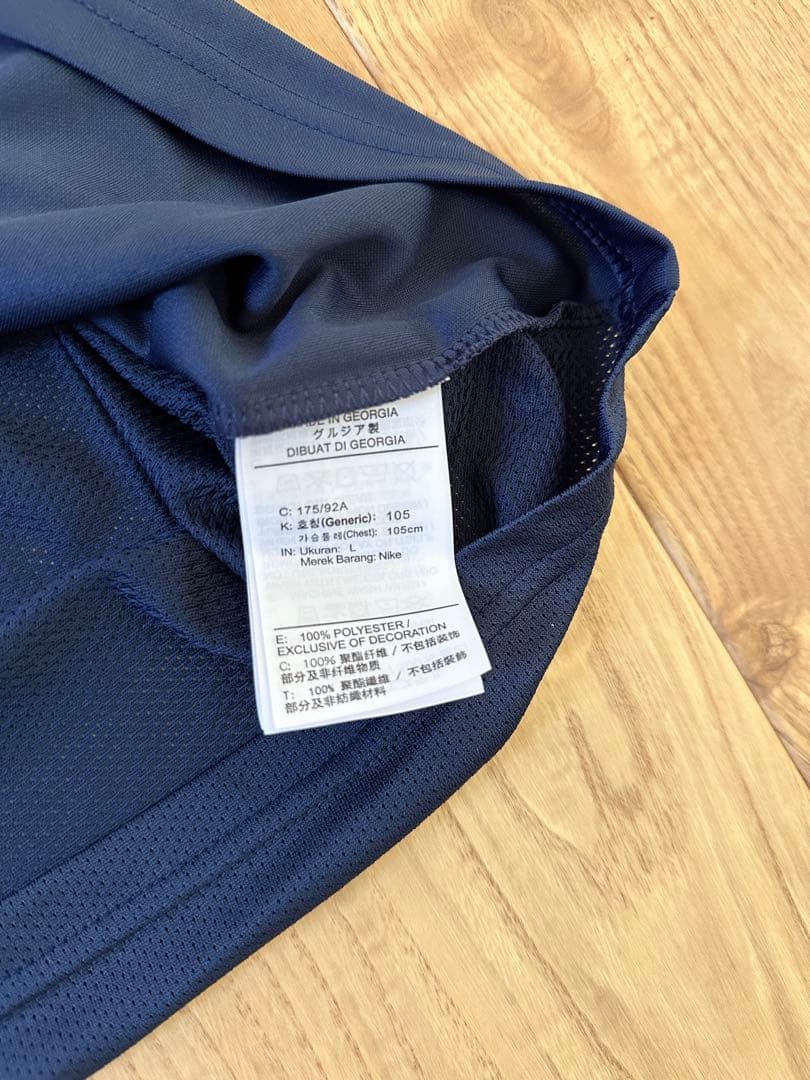 MADE IN GEORGIA
グルジア製
DIBUAT DI GEORGIA
C: 175/92A
K: 호칭(Generic): 105
가슴둘레(Chest): 105cm
IN: Ukuran: L
Merek Barang: Nike
E: 100% POLYESTER /
EXCLUSIVE OF DECORATION
C: 100% 聚酯纤维 / 不包括装饰
部分及非纤维物质
T: 100% 聚酯纖維 / 不包括裝飾
部分及非紡織材料